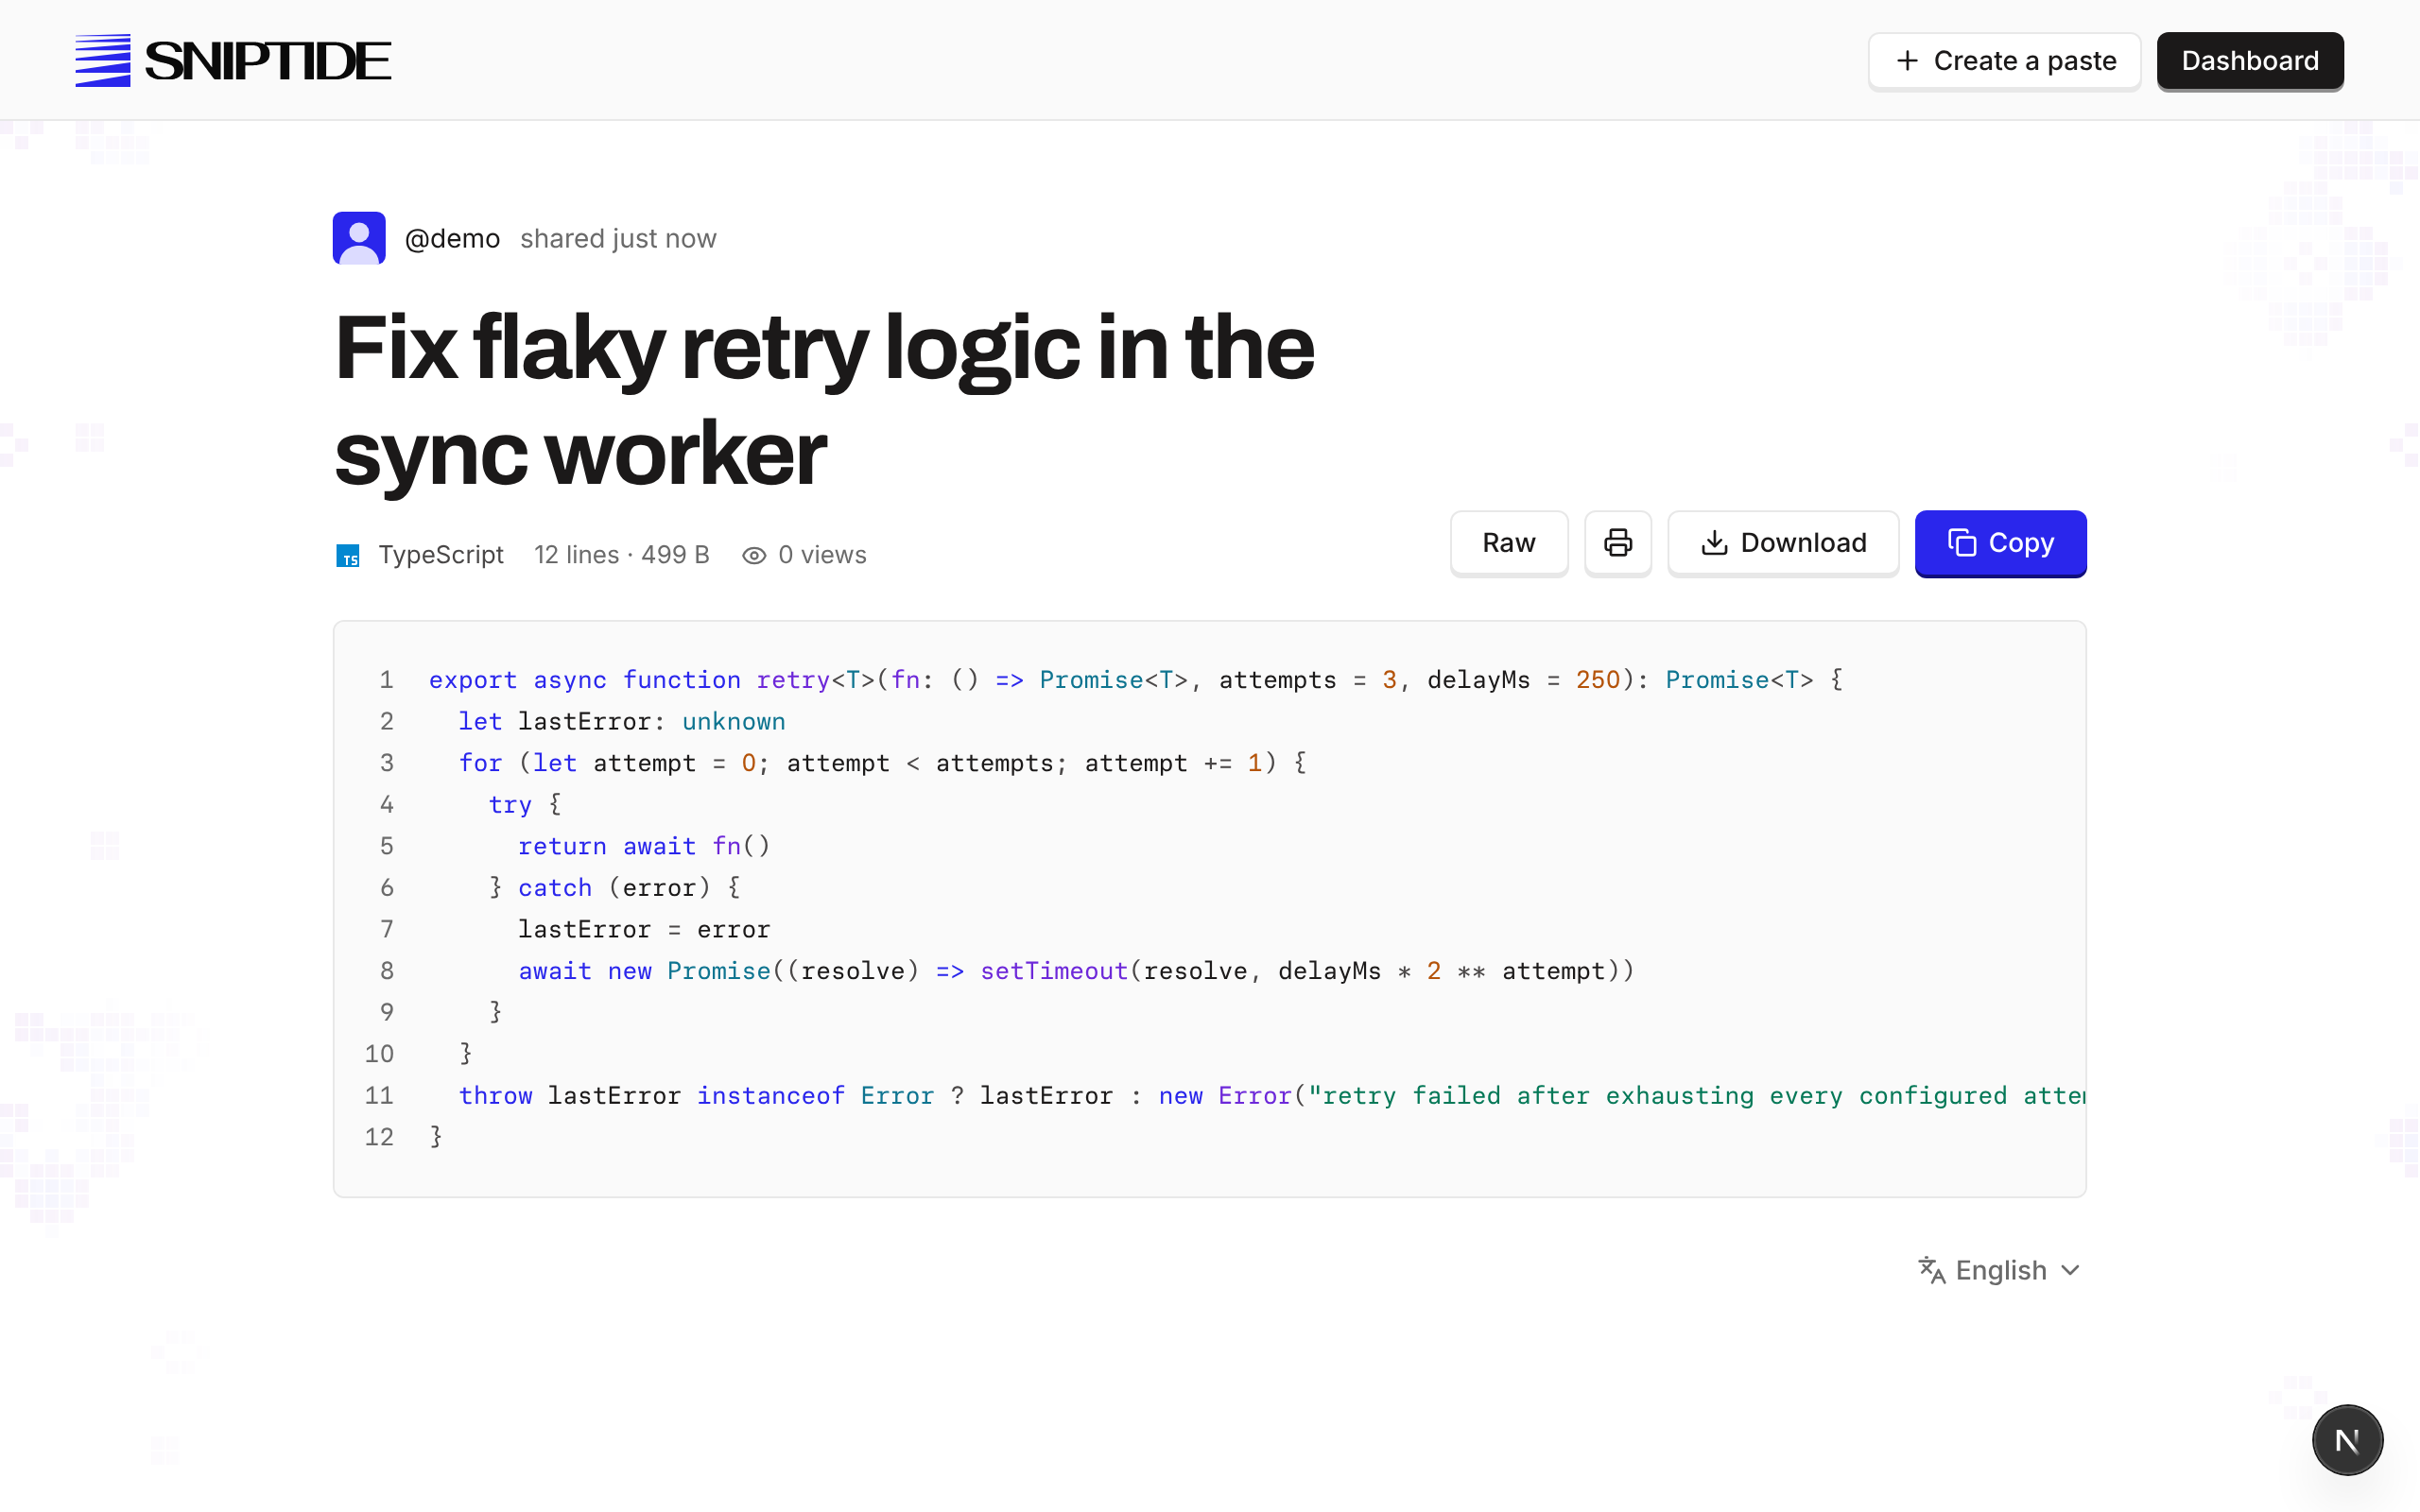 SNIPTIDE
Create a paste
Dashboard
@demo shared just now
Fix flaky retry logic in the
sync worker
TypeScript 12 lines · 499 B 0 views
Raw
Download
Copy
1 export async function retry<T>(fn: () => Promise<T>, attempts = 3, delayMs = 250): Promise<T> {
2   let lastError: unknown
3   for (let attempt = 0; attempt < attempts; attempt += 1) {
4     try {
5       return await fn()
6     } catch (error) {
7       lastError = error
8       await new Promise((resolve) => setTimeout(resolve, delayMs * 2 ** attempt))
9     }
10   }
11   throw lastError instanceof Error ? lastError : new Error("retry failed after exhausting every configured
12 }
English
N